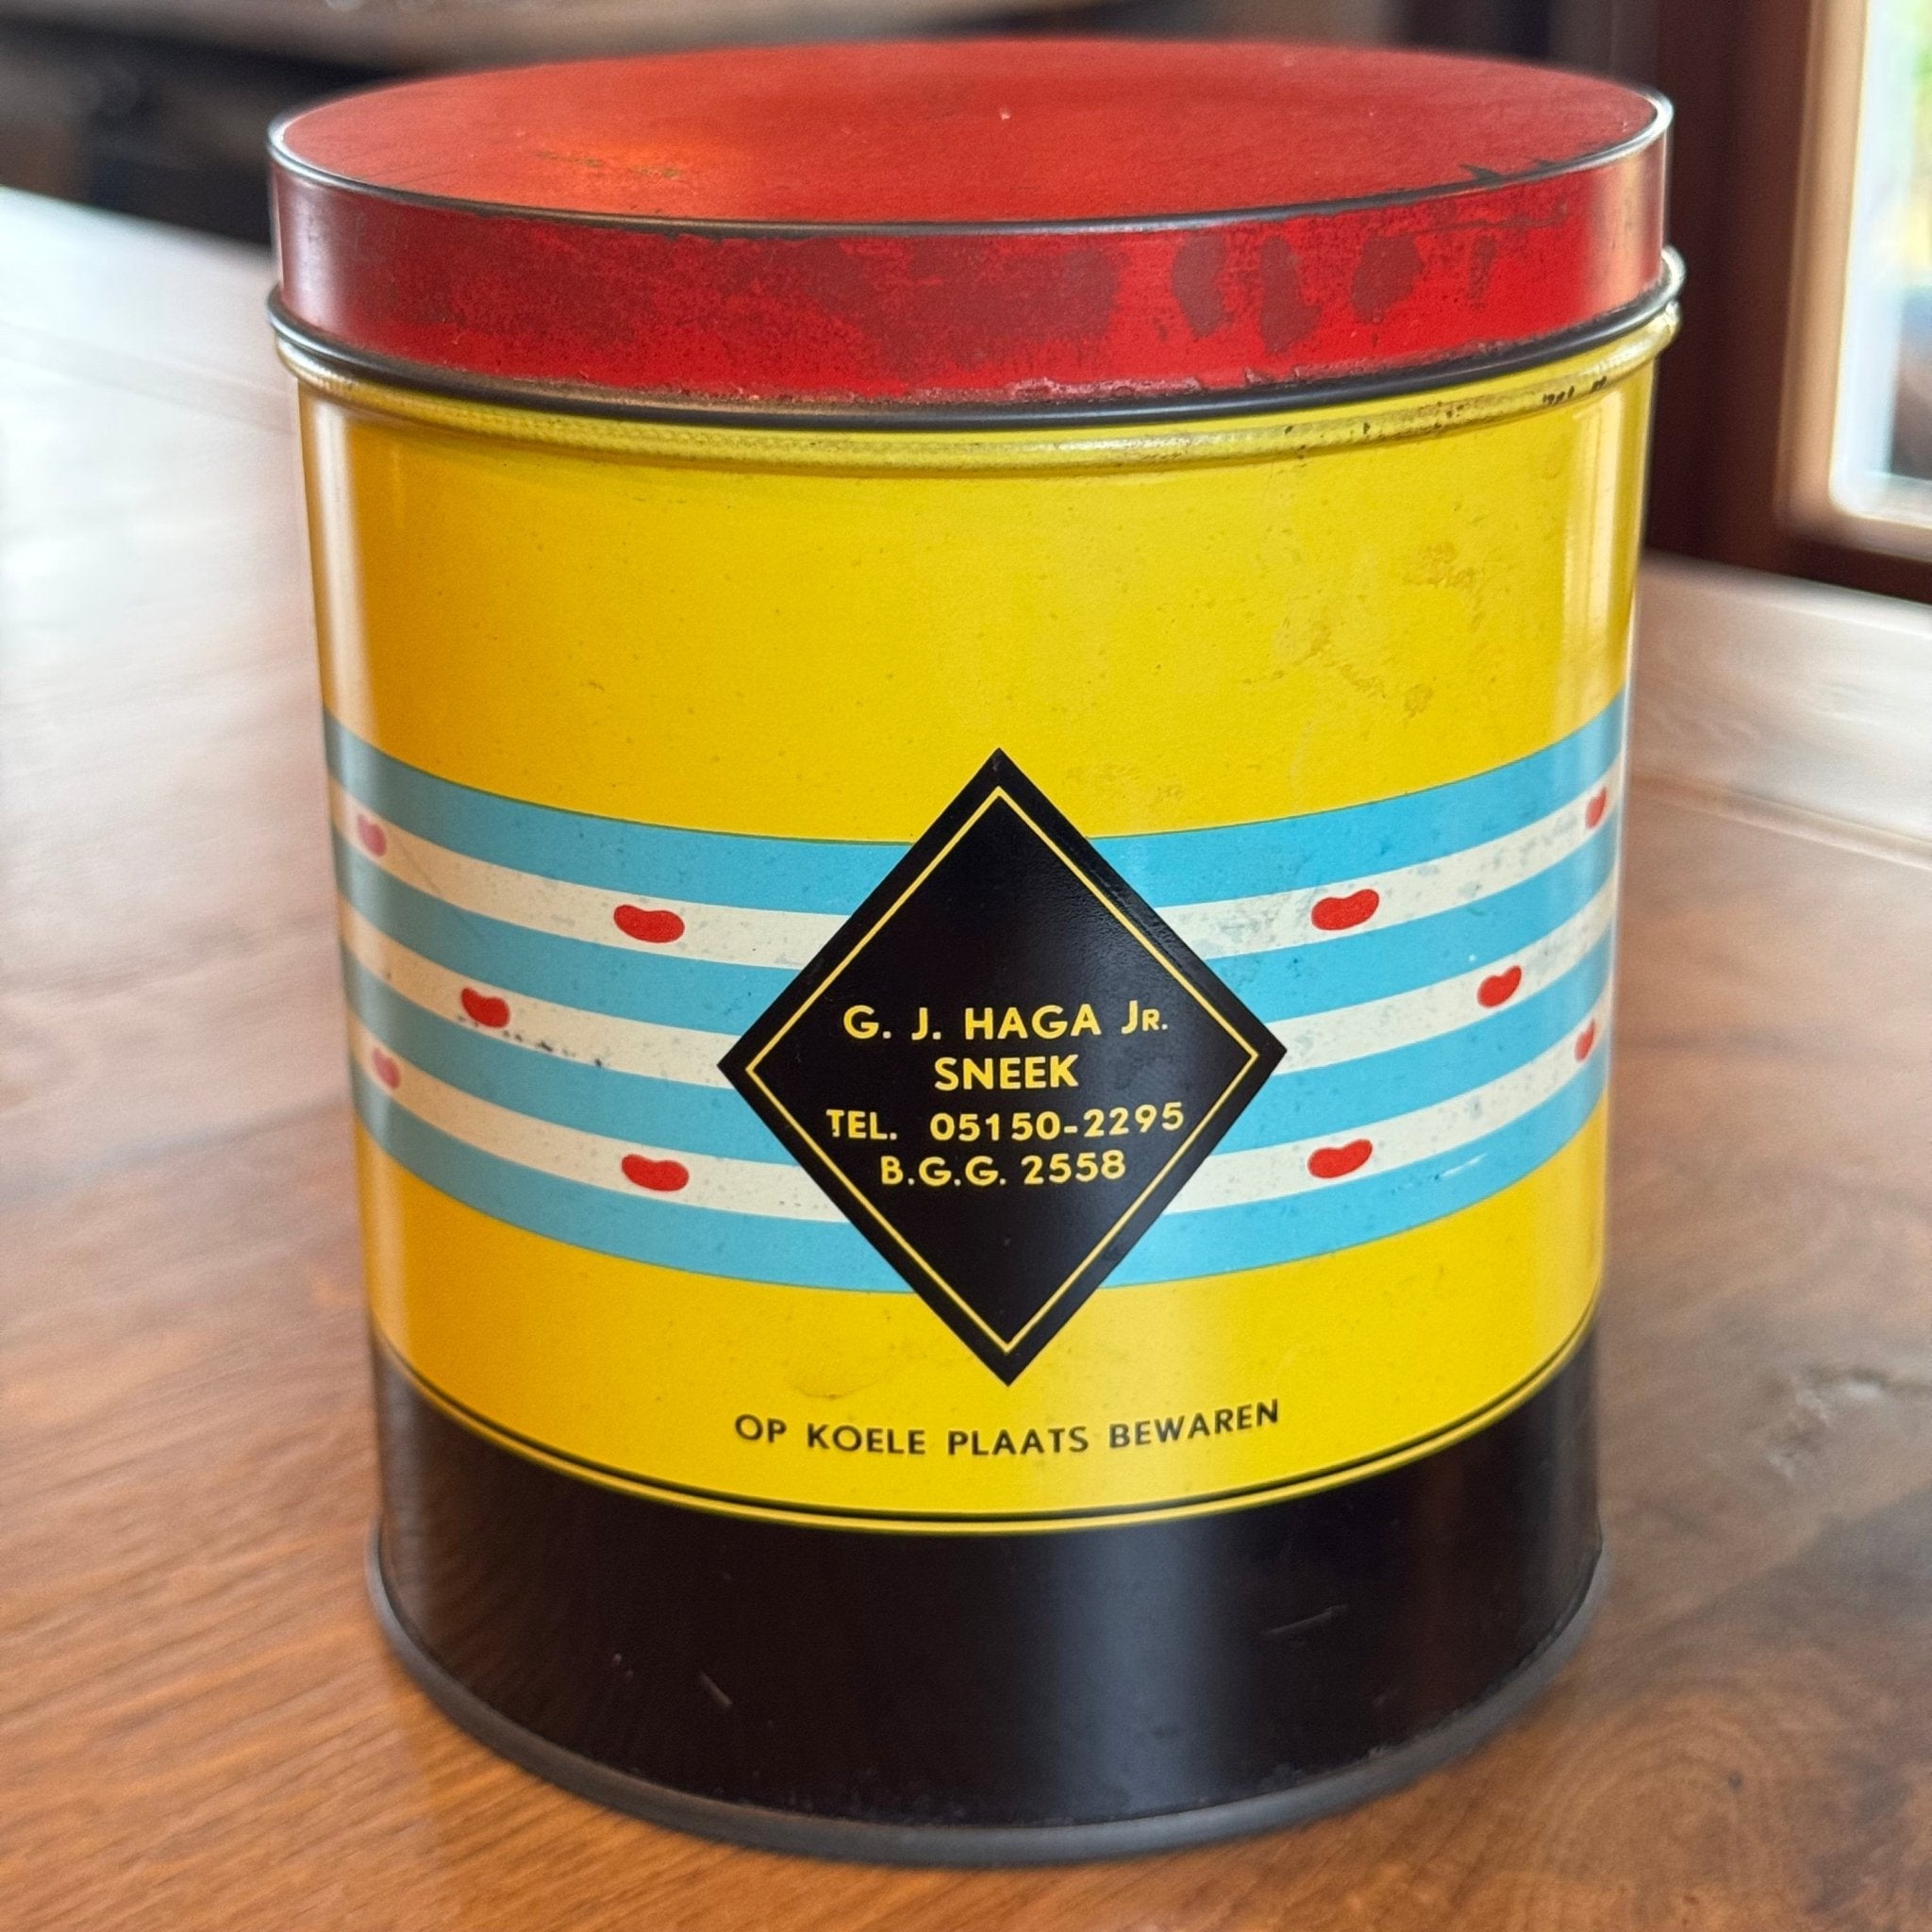 G. J. HAGA Jr.
SNEEK
TEL. 05150-2295
B.G.G. 2558
OP KOELE PLAATS BEWAREN